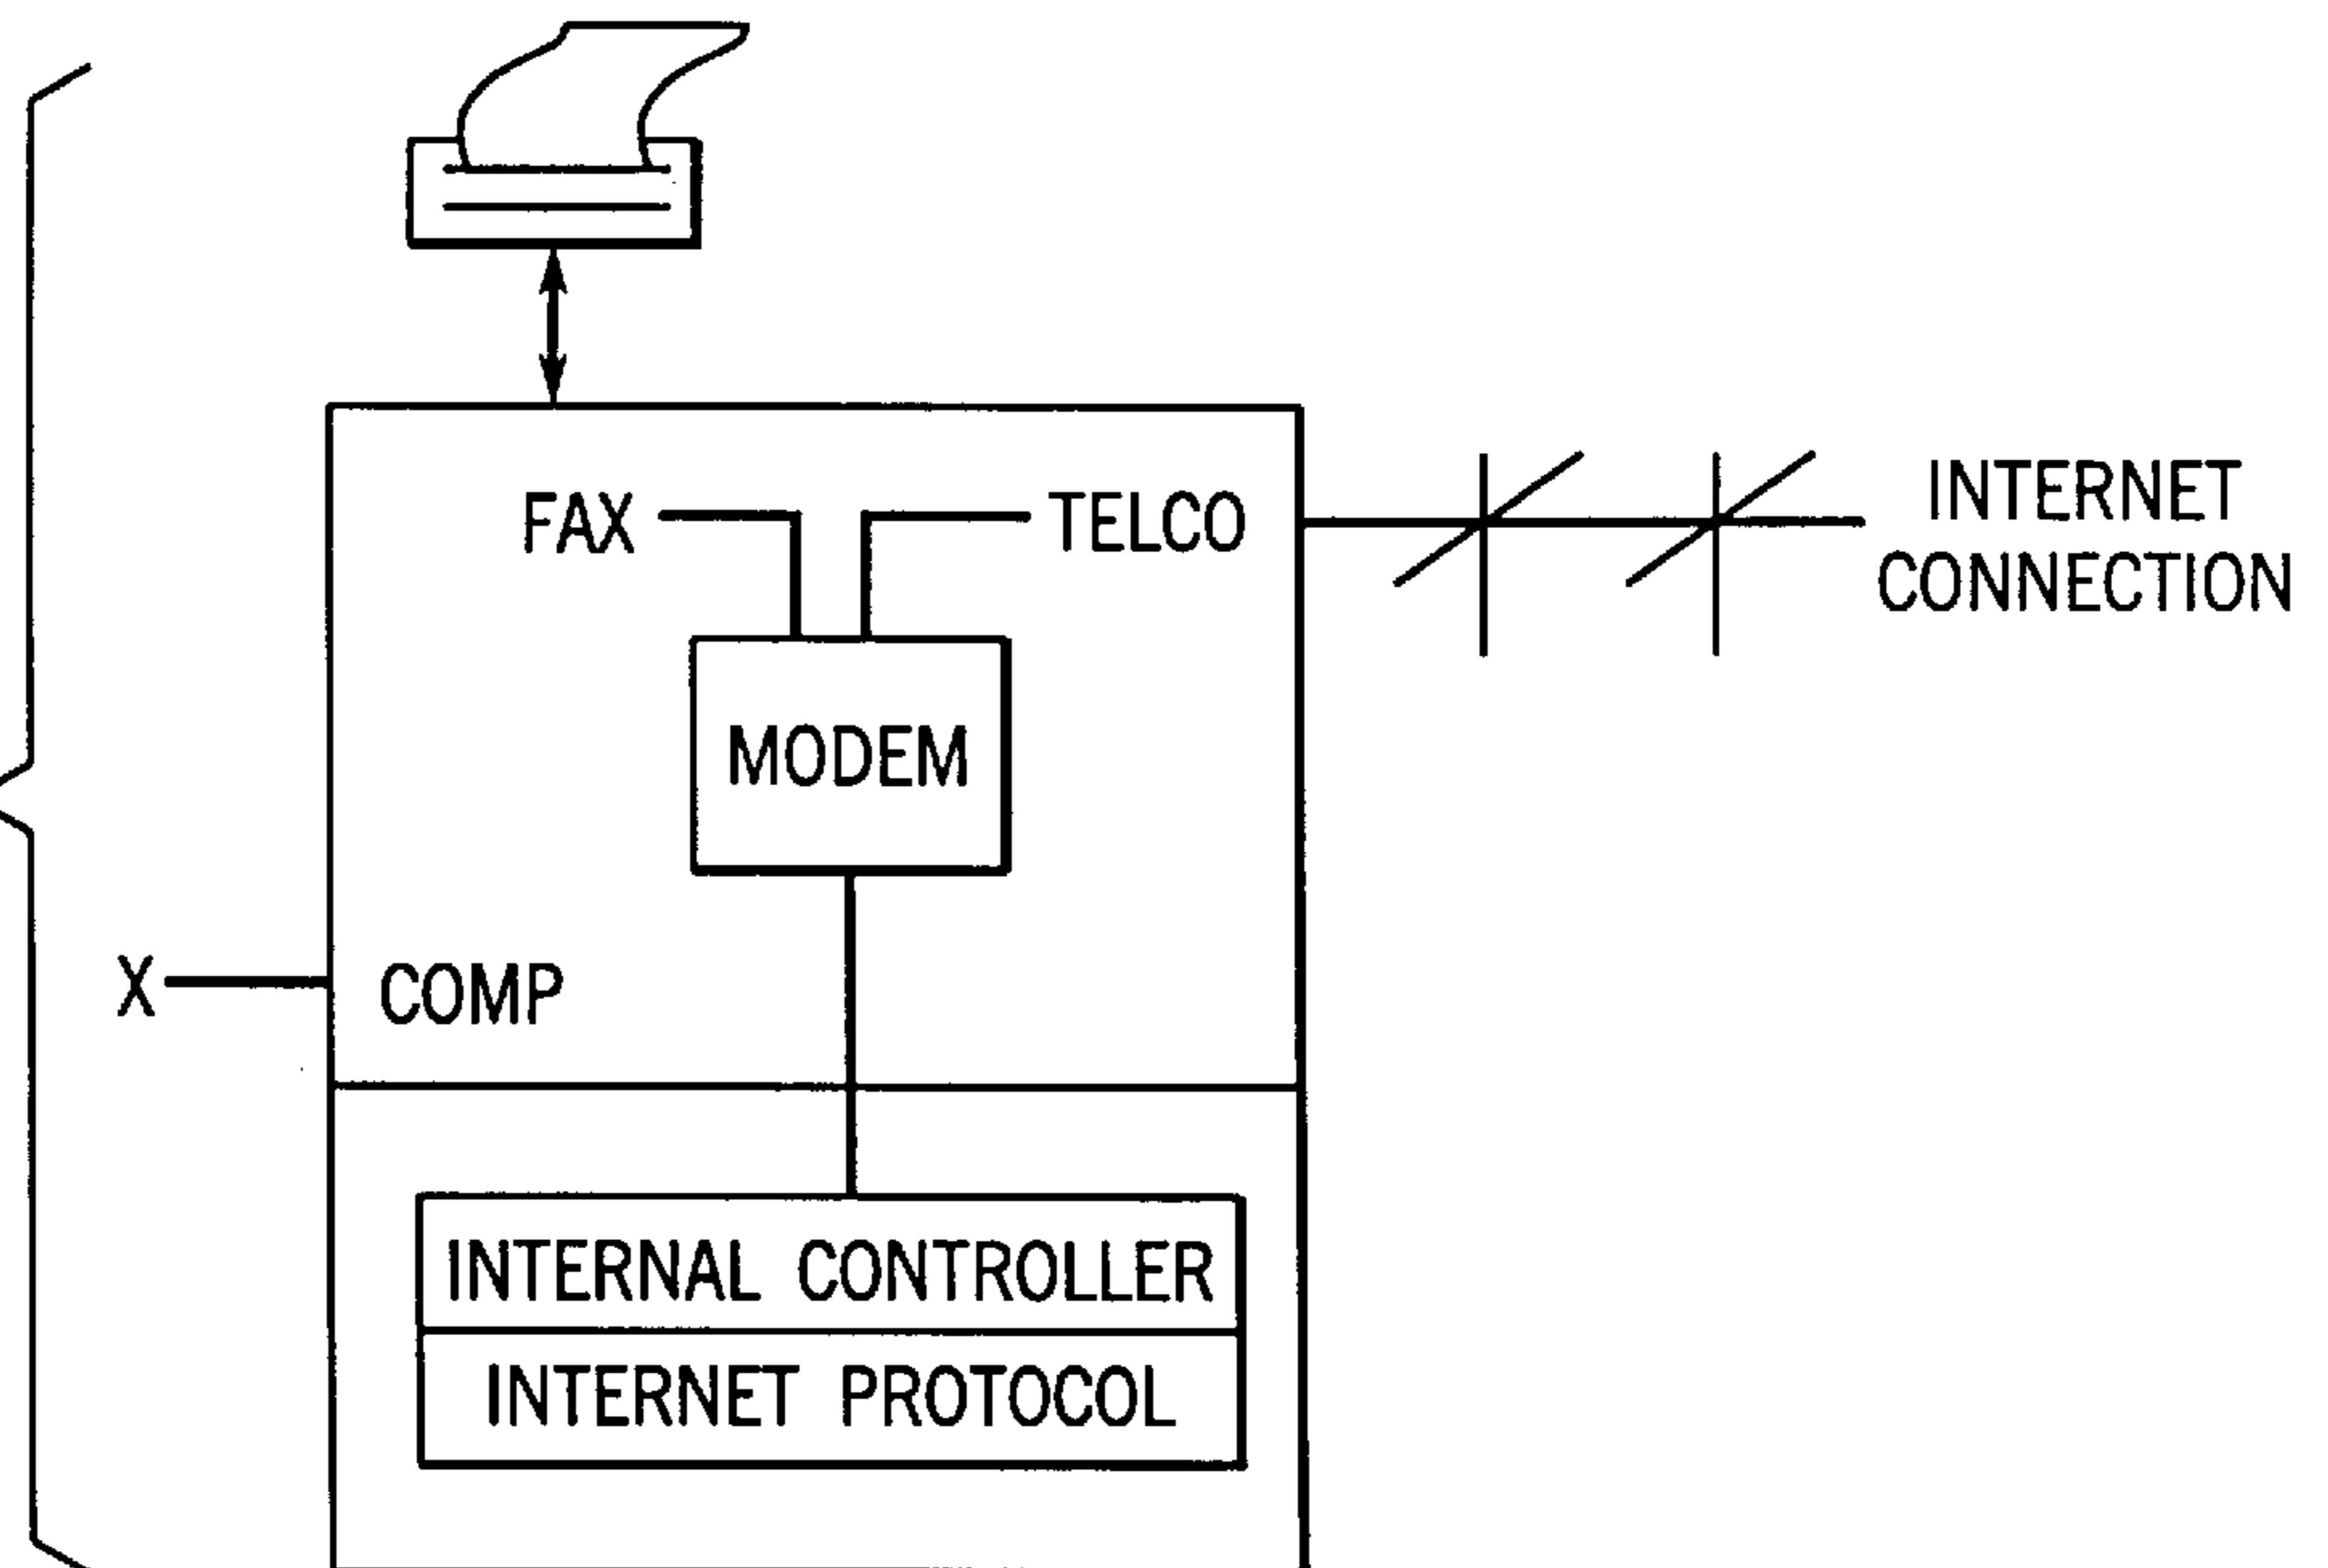 FAX
TELCO
INTERNET
CONNECTION
MODEM
X
COMP
INTERNAL CONTROLLER
INTERNET PROTOCOL